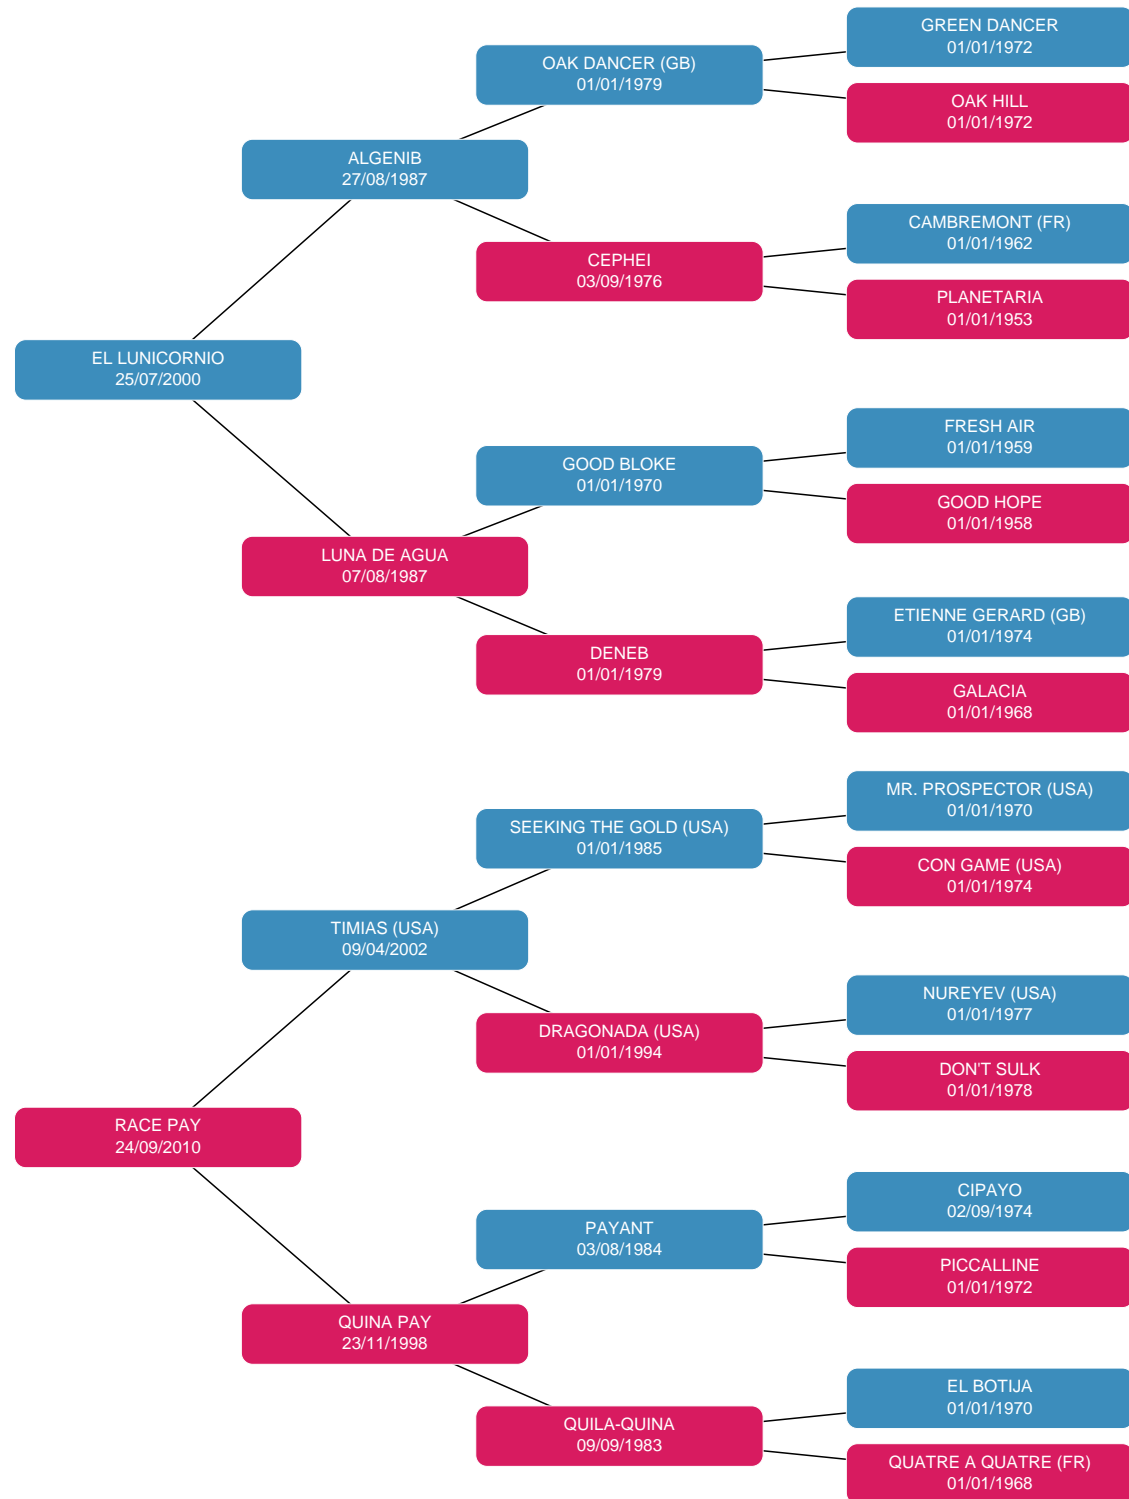 GREEN DANCER
01/01/1972
OAK DANCER (GB)
01/01/1979
OAK HILL
01/01/1972
ALGENIB
27/08/1987
CAMBREMONT (FR)
01/01/1962
CEPHEI
03/09/1976
PLANETARIA
01/01/1953
EL LUNICORNIO
25/07/2000
FRESH AIR
01/01/1959
GOOD BLOKE
01/01/1970
GOOD HOPE
01/01/1958
LUNA DE AGUA
07/08/1987
ETIENNE GERARD (GB)
01/01/1974
DENEB
01/01/1979
GALACIA
01/01/1968
MR. PROSPECTOR (USA)
01/01/1970
SEEKING THE GOLD (USA)
01/01/1985
CON GAME (USA)
01/01/1974
TIMIAS (USA)
09/04/2002
NUREYEV (USA)
01/01/1977
DRAGONADA (USA)
01/01/1994
DON'T SULK
01/01/1978
RACE PAY
24/09/2010
CIPAYO
02/09/1974
PAYANT
03/08/1984
PICCALLINE
01/01/1972
QUINA PAY
23/11/1998
EL BOTIJA
01/01/1970
QUILA-QUINA
09/09/1983
QUATRE A QUATRE (FR)
01/01/1968